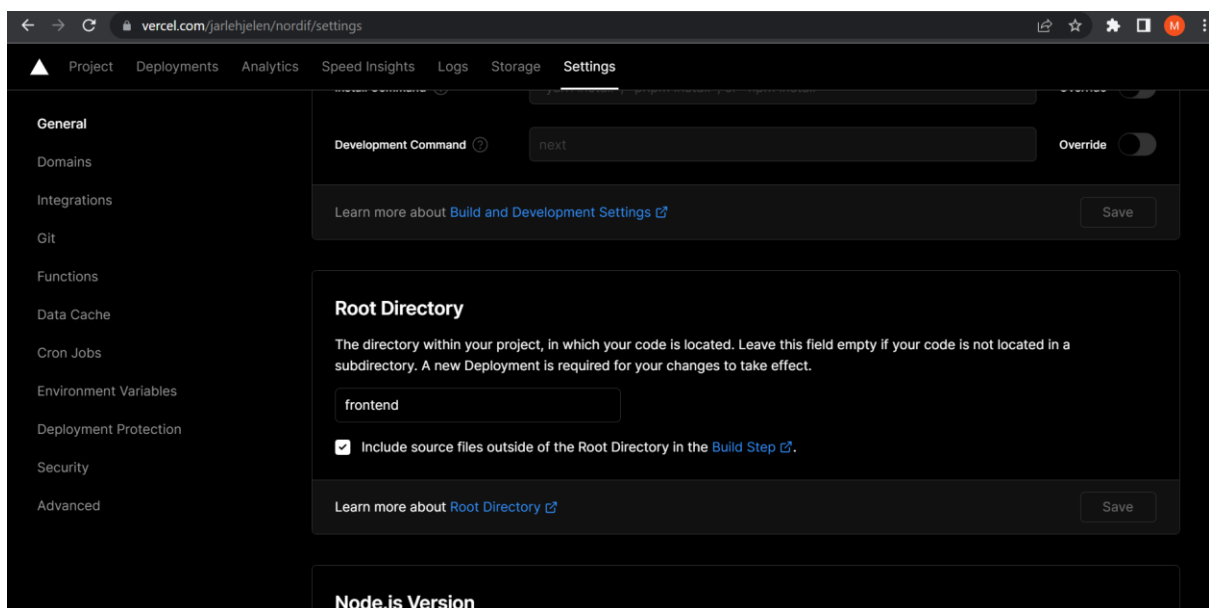 vercel.com/jarlehjelen/nordif/settings
M
Project Deployments Analytics Speed Insights Logs Storage Settings
General
Domains
Integrations
Git
Functions
Data Cache
Cron Jobs
Environment Variables
Deployment Protection
Security
Advanced
Install Command ? Override
Development Command ? next Override
Learn more about Build and Development Settings Save
Root Directory
The directory within your project, in which your code is located. Leave this field empty if your code is not located in a
subdirectory. A new Deployment is required for your changes to take effect.
frontend
Include source files outside of the Root Directory in the Build Step.
Learn more about Root Directory Save
Node.js Version